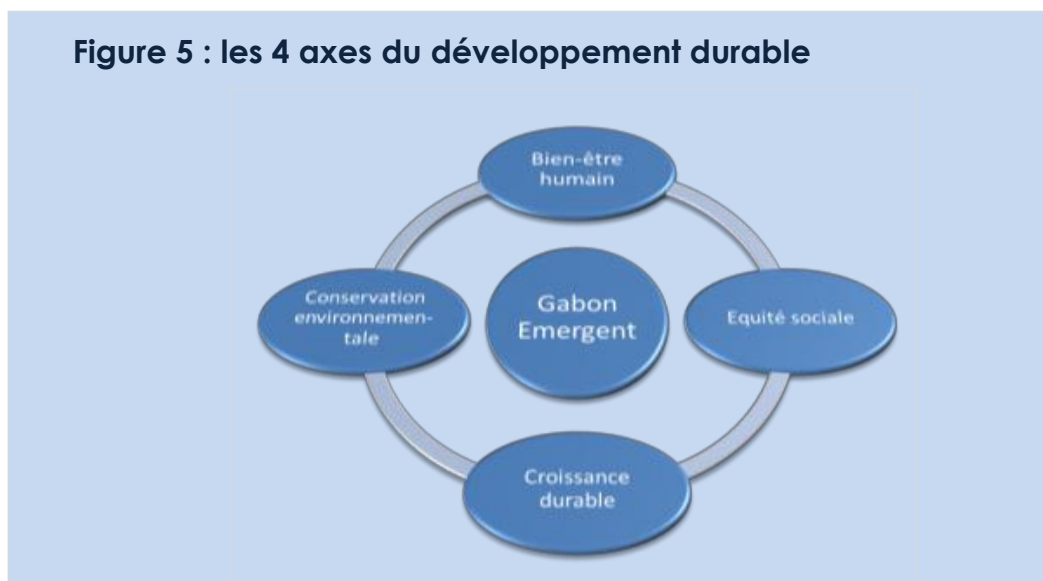 Figure 5 : les 4 axes du développement durable
Bien-être
humain
Conservation
environnemen-
tale
Gabon
Emergent
Equité sociale
Croissance
durable